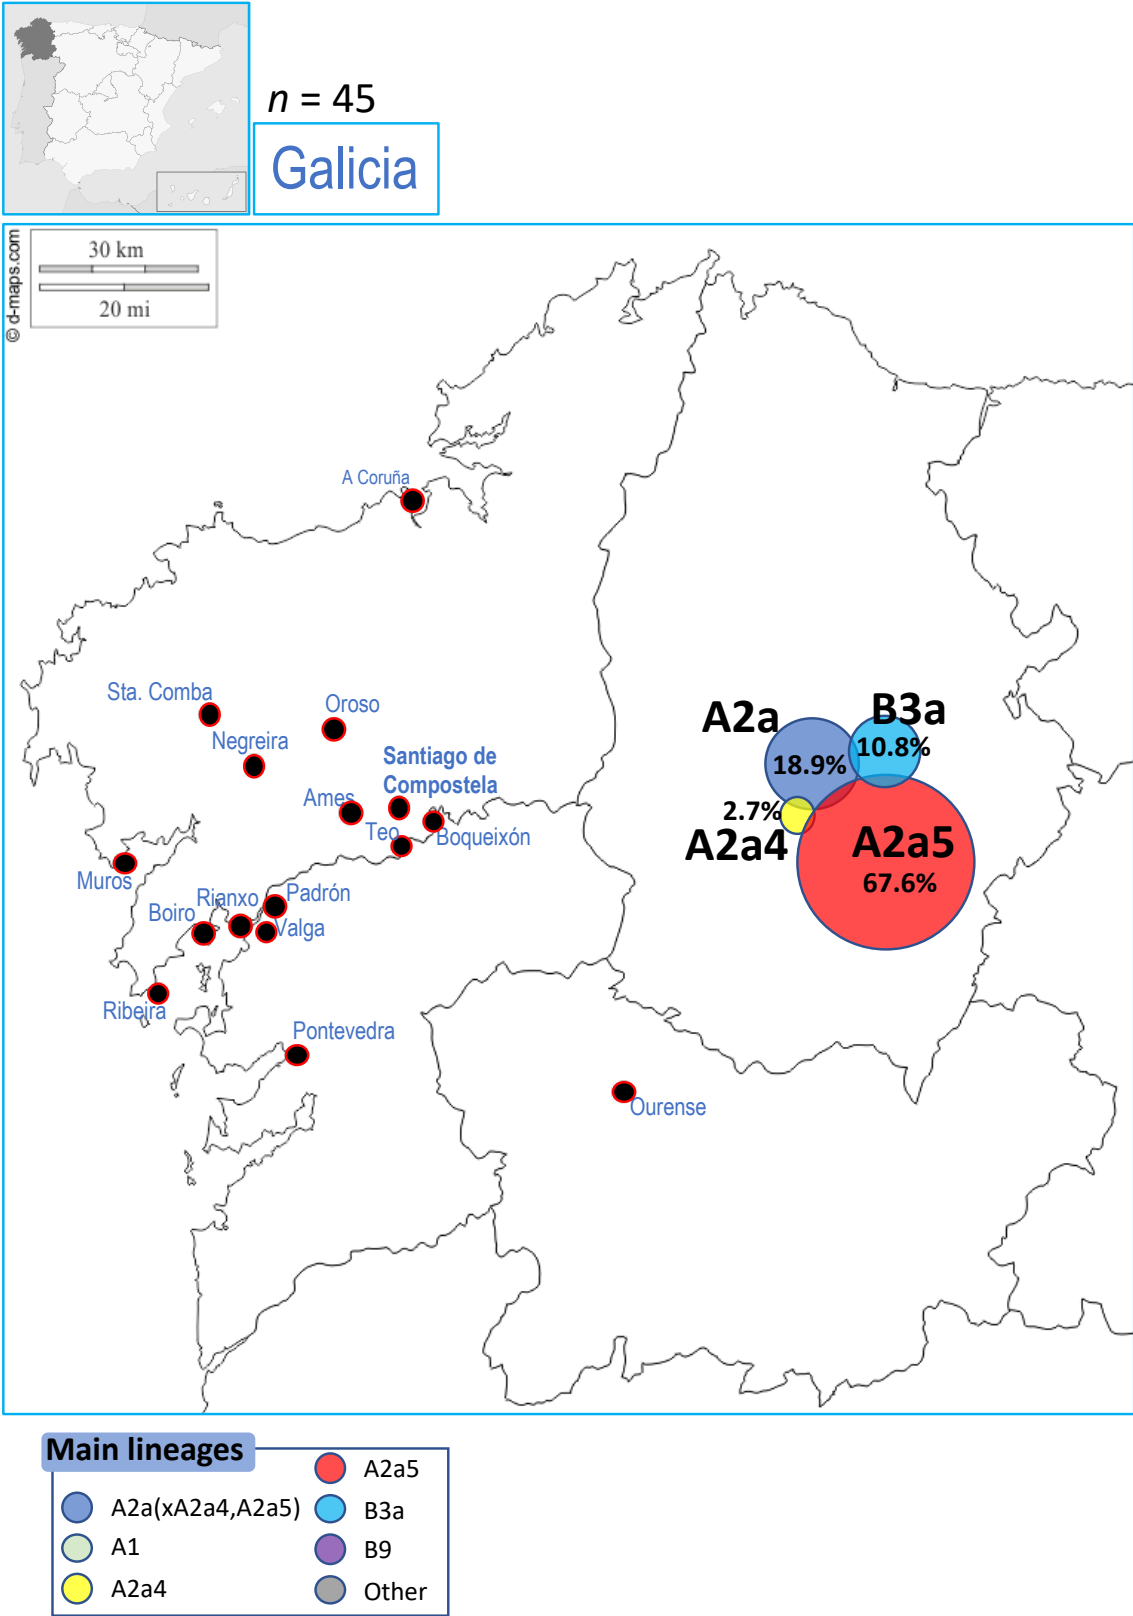 n = 45
Galicia
© d-maps.com
30 km
20 mi
A Coruña
Sta. Comba
Oroso
Negreira
Santiago de
Compostela
Ames
Teo
Boqueixón
Muros
Rianxo
Padrón
Boiro
Valga
Ribeira
Pontevedra
Ourense
A2a
18.9%
B3a
10.8%
2.7%
A2a4
A2a5
67.6%
Main lineages
A2a(xA2a4,A2a5)
A1
A2a4
A2a5
B3a
B9
Other